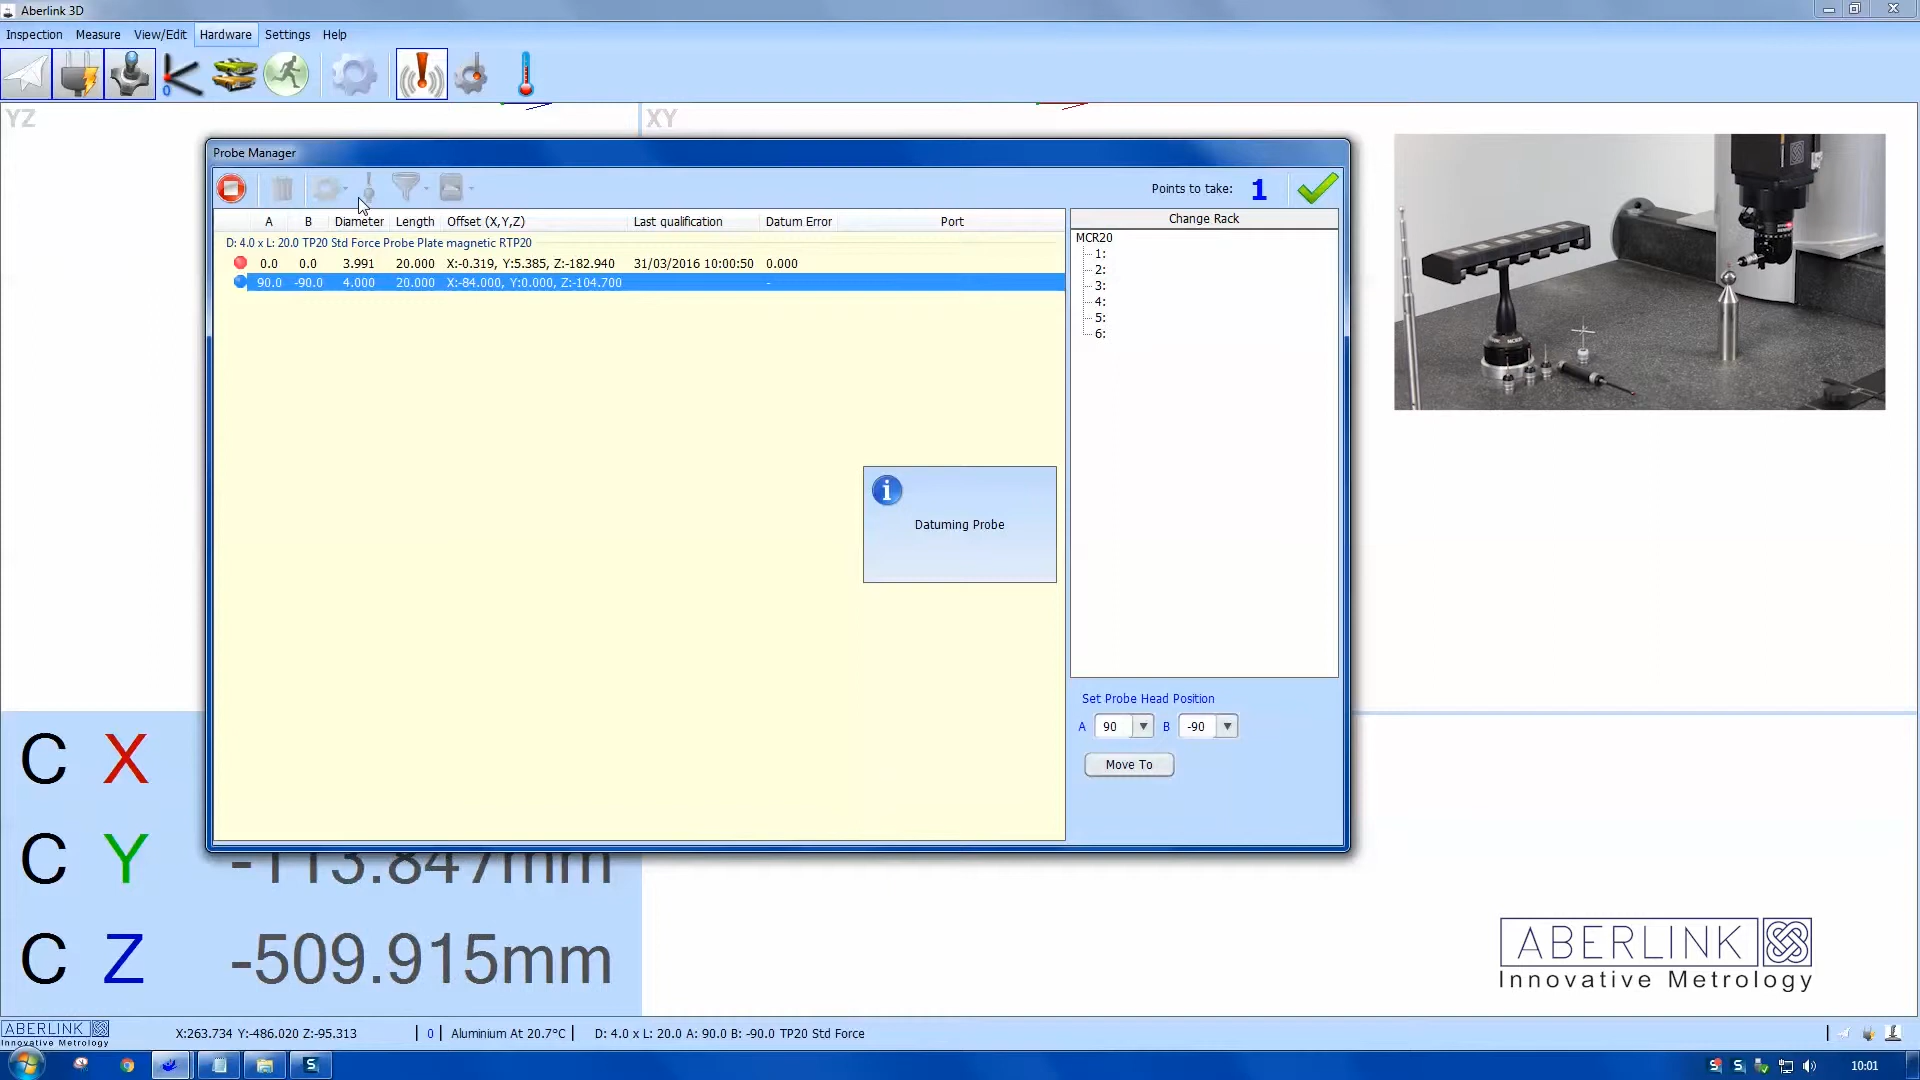 Aberlink 3D
Inspection Measure View/Edit Hardware Settings Help
YZ
XY
Probe Manager
Points to take: 1
A B Diameter Length Offset (X,Y,Z) Last qualification Datum Error Port
D: 4.0 x L: 20.0 TP20 Std Force Probe Plate magnetic RTP20
0.0 0.0 3.991 20.000 X:-0.319, Y:5.385, Z:-182.940 31/03/2016 10:00:50 0.000
90.0 -90.0 4.000 20.000 X:-84.000, Y:0.000, Z:-104.700 -
Change Rack
MCR20
1:
2:
3:
4:
5:
6:
Datuming Probe
Set Probe Head Position
A 90 B -90
Move To
C X
C Y -113.847mm
C Z -509.915mm
ABERLINK
Innovative Metrology
ABERLINK
Innovative Metrology
X:263.734 Y:-486.020 Z:-95.313 0 Aluminium At 20.7°C D: 4.0 x L: 20.0 A: 90.0 B: -90.0 TP20 Std Force
10:01